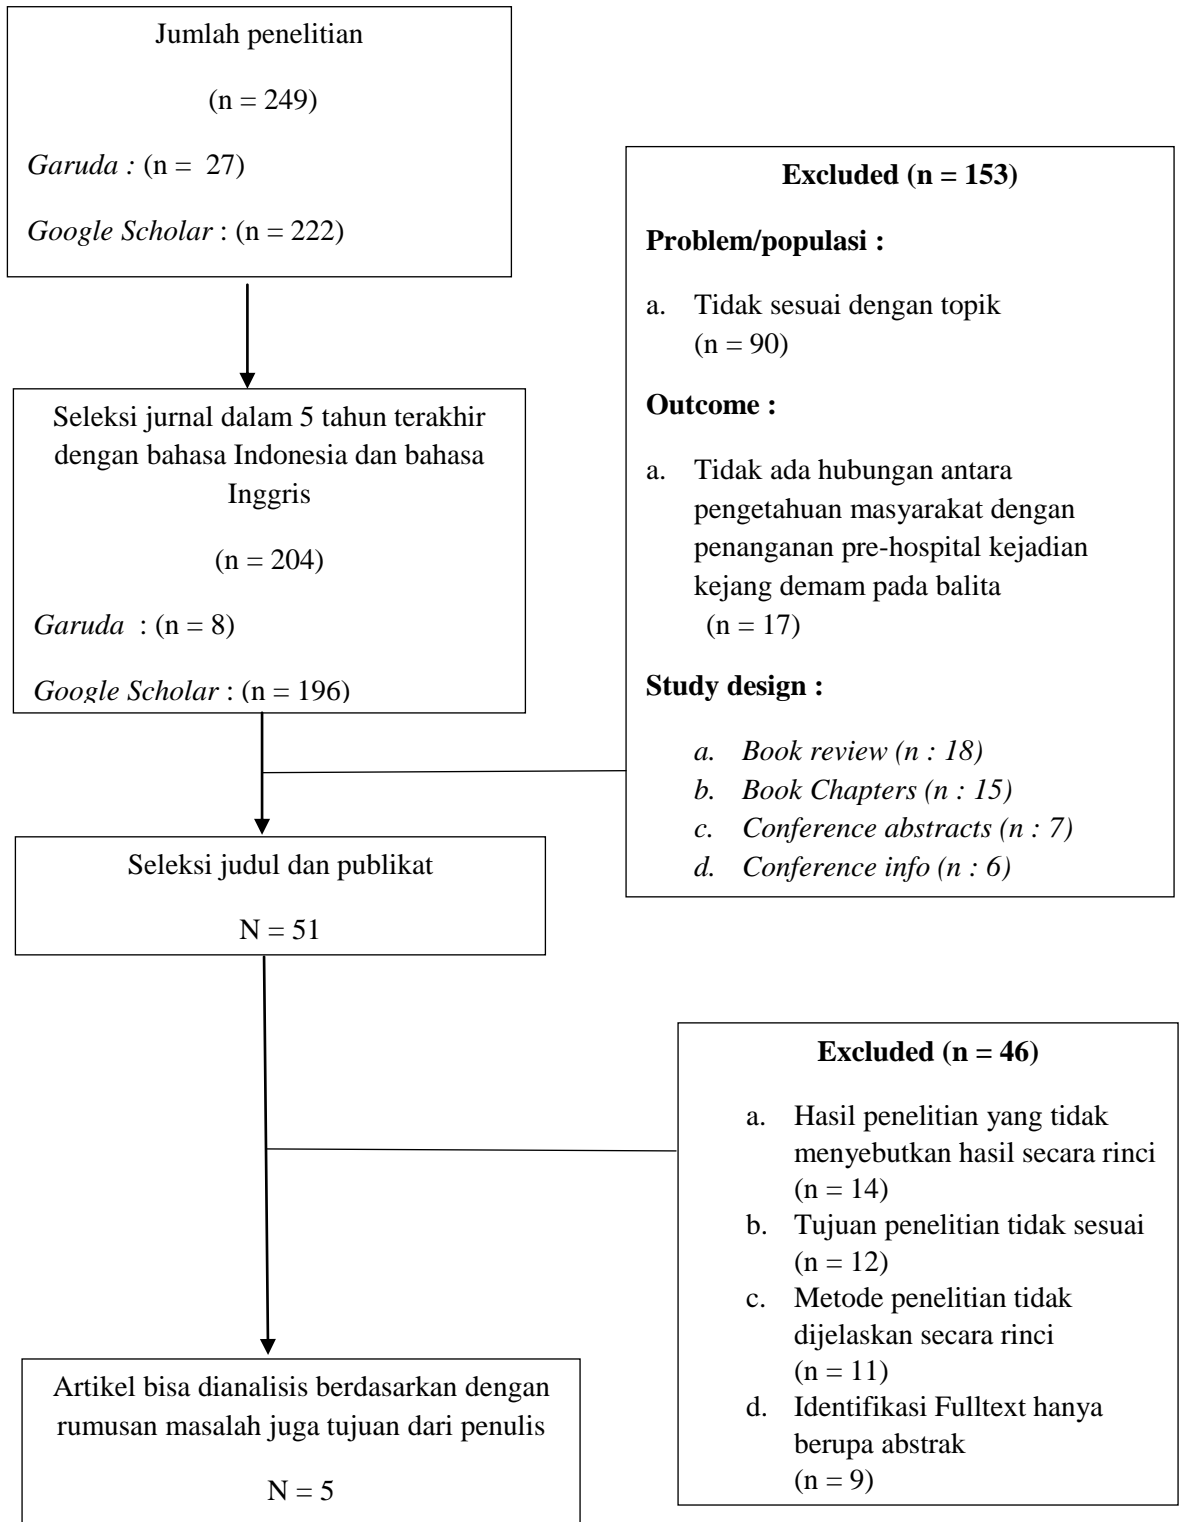 Jumlah penelitian
(n = 249)
Garuda : (n = 27)
Google Scholar : (n = 222)
Seleksi jurnal dalam 5 tahun terakhir
dengan bahasa Indonesia dan bahasa
Inggris
(n = 204)
Garuda : (n = 8)
Google Scholar : (n = 196)
Excluded (n = 153)
Problem/populasi :
a. Tidak sesuai dengan topik
(n = 90)
Outcome :
a. Tidak ada hubungan antara
pengetahuan masyarakat dengan
penanganan pre-hospital kejadian
kejang demam pada balita
(n = 17)
Study design :
a. Book review (n : 18)
b. Book Chapters (n : 15)
c. Conference abstracts (n : 7)
d. Conference info (n : 6)
Seleksi judul dan publikat
N = 51
Excluded (n = 46)
a. Hasil penelitian yang tidak
menyebutkan hasil secara rinci
(n = 14)
b. Tujuan penelitian tidak sesuai
(n = 12)
c. Metode penelitian tidak
dijelaskan secara rinci
(n = 11)
d. Identifikasi Fulltext hanya
berupa abstrak
(n = 9)
Artikel bisa dianalisis berdasarkan dengan
rumusan masalah juga tujuan dari penulis
N = 5